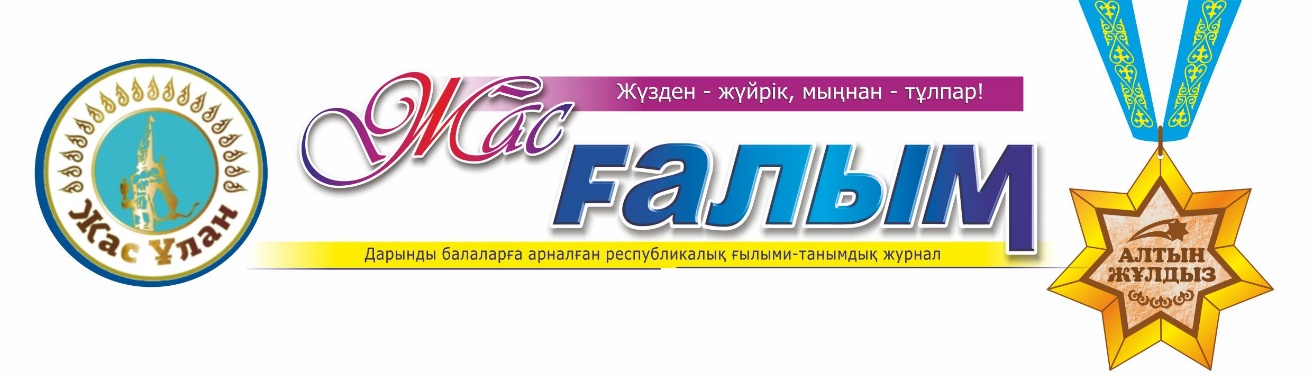 Жас Ұлан
Жүзден - жүйрік, мыңнан - тұлпар!
Жас
ғалым
Дарынды балаларға арналған республикалық ғылыми-танымдық журнал
АЛТЫН
ЖҰЛДЫЗ